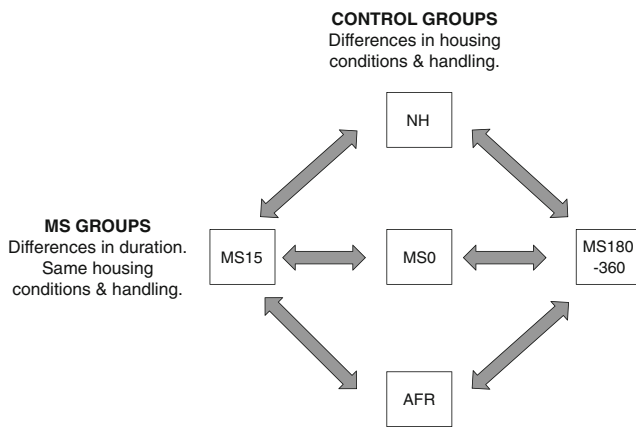 CONTROL GROUPS
Differences in housing
conditions & handling.
NH
MS GROUPS
Differences in duration.
Same housing
conditions & handling.
MS15
MS0
MS180
-360
AFR